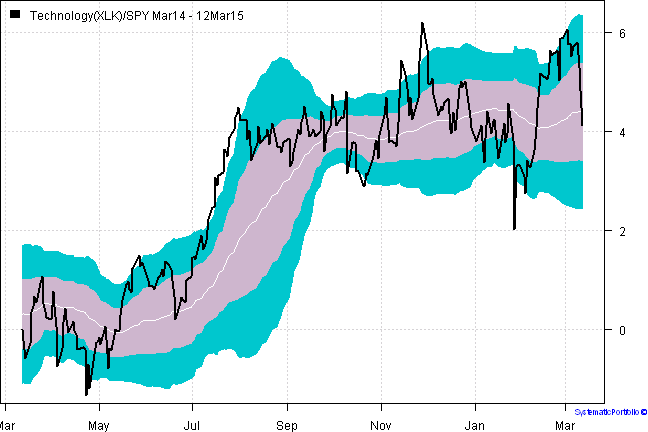 Technology(XLK)/SPY Mar14 - 12Mar15
6
4
2
0
Mar May Jul Sep Nov Jan Mar
SystematicPortfolio ©